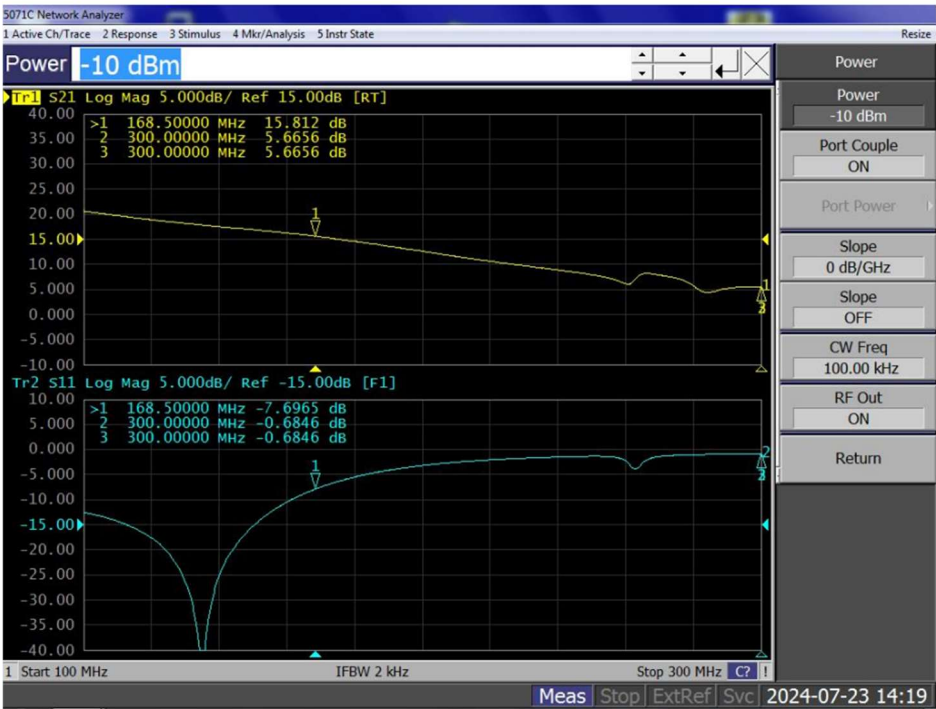 5071C Network Analyzer
1 Active Ch/Trace 2 Response 3 Stimulus 4 Mkr/Analysis 5 Instr State
Resize
Power -10 dBm
Power
Power
-10 dBm
Port Couple
ON
Port Power
Slope
0 dB/GHz
Slope
OFF
CW Freq
100.00 kHz
RF Out
ON
Return
Tr1 S21 Log Mag 5.000dB/ Ref 15.00dB [RT]
>1 168.50000 MHz 15.812 dB
2 300.00000 MHz 5.6656 dB
3 300.00000 MHz 5.6656 dB
40.00
35.00
30.00
25.00
20.00
15.00
10.00
5.000
0.000
-5.000
-10.00
1
1
3
Tr2 S11 Log Mag 5.000dB/ Ref -15.00dB [F1]
>1 168.50000 MHz -7.6965 dB
2 300.00000 MHz -0.6846 dB
3 300.00000 MHz -0.6846 dB
10.00
5.000
0.000
-5.000
-10.00
-15.00
-20.00
-25.00
-30.00
-35.00
-40.00
1
2
3
1 Start 100 MHz IFBW 2 kHz Stop 300 MHz C? !
Meas Stop ExtRef Svc 2024-07-23 14:19